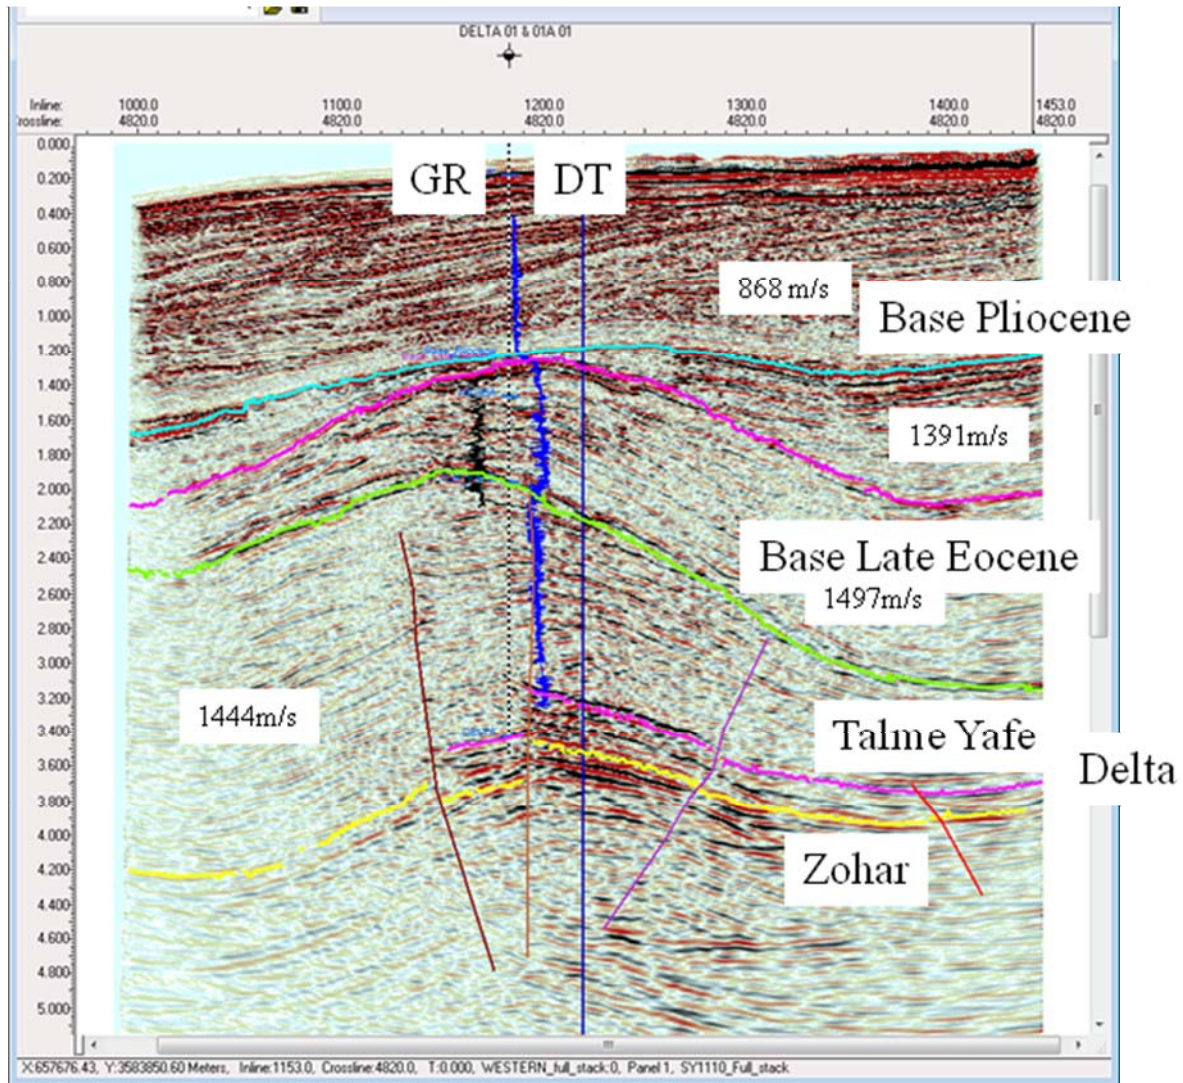 DELTA 01 & 01A 01
Inline: 1000.0 1100.0 1200.0 1300.0 1400.0 1453.0
rossline: 4820.0 4820.0 4820.0 4820.0 4820.0 4820.0
0.000
0.200
GR DT
0.400
0.600
0.800
868 m/s
1.000
Base Pliocene
1.200
1.400
1.600
1391m/s
1.800
2.000
2.200
2.400
Base Late Eocene
2.600
1497m/s
2.800
3.000
3.200
1444m/s
3.400
Talme Yafe
3.600
Delta
3.800
4.000
4.200
Zohar
4.400
4.600
4.800
5.000
X:657676.43, Y:3583850.60 Meters, Inline:1153.0, Crossline:4820.0, T:0.000, WESTERN_full_stack:0, Panel 1, SY1110_Full_stack